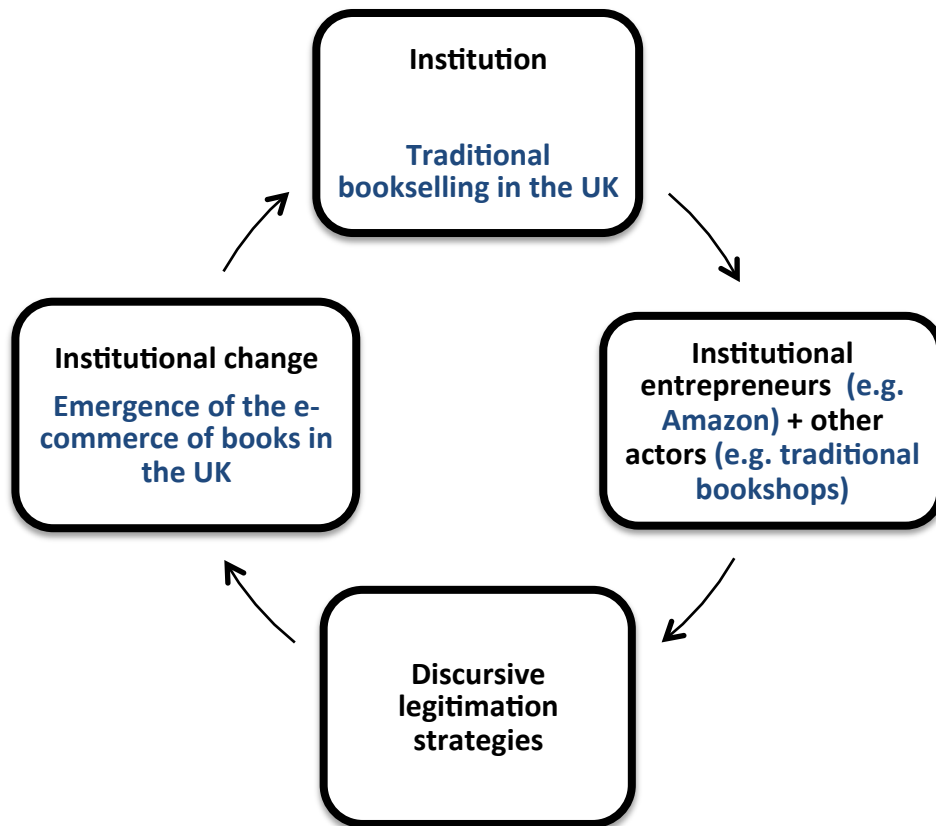 Institution
Traditional
bookselling in the UK
Institutional
entrepreneurs (e.g.
Amazon) + other
actors (e.g. traditional
bookshops)
Discursive
legitimation
strategies
Institutional change
Emergence of the e-
commerce of books in
the UK